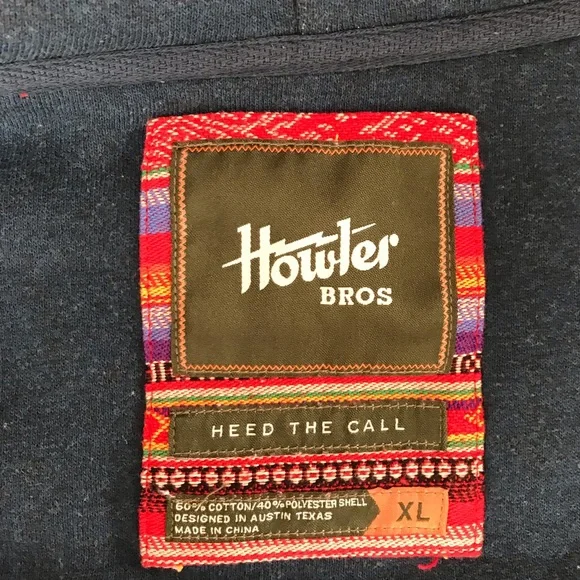 Howler
BROS
HEED THE CALL
60% COTTON/40% POLYESTER SHELL
DESIGNED IN AUSTIN TEXAS
MADE IN CHINA
XL